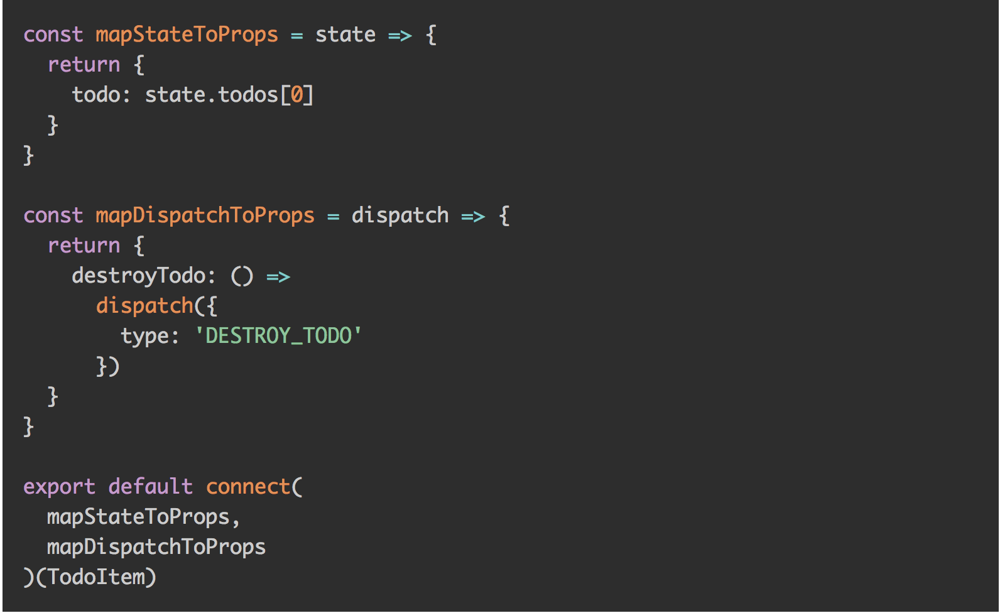 const mapStateToProps = state => {
  return {
    todo: state.todos[0]
  }
}

const mapDispatchToProps = dispatch => {
  return {
    destroyTodo: () =>
      dispatch({
        type: 'DESTROY_TODO'
      })
  }
}

export default connect(
  mapStateToProps,
  mapDispatchToProps
)(TodoItem)